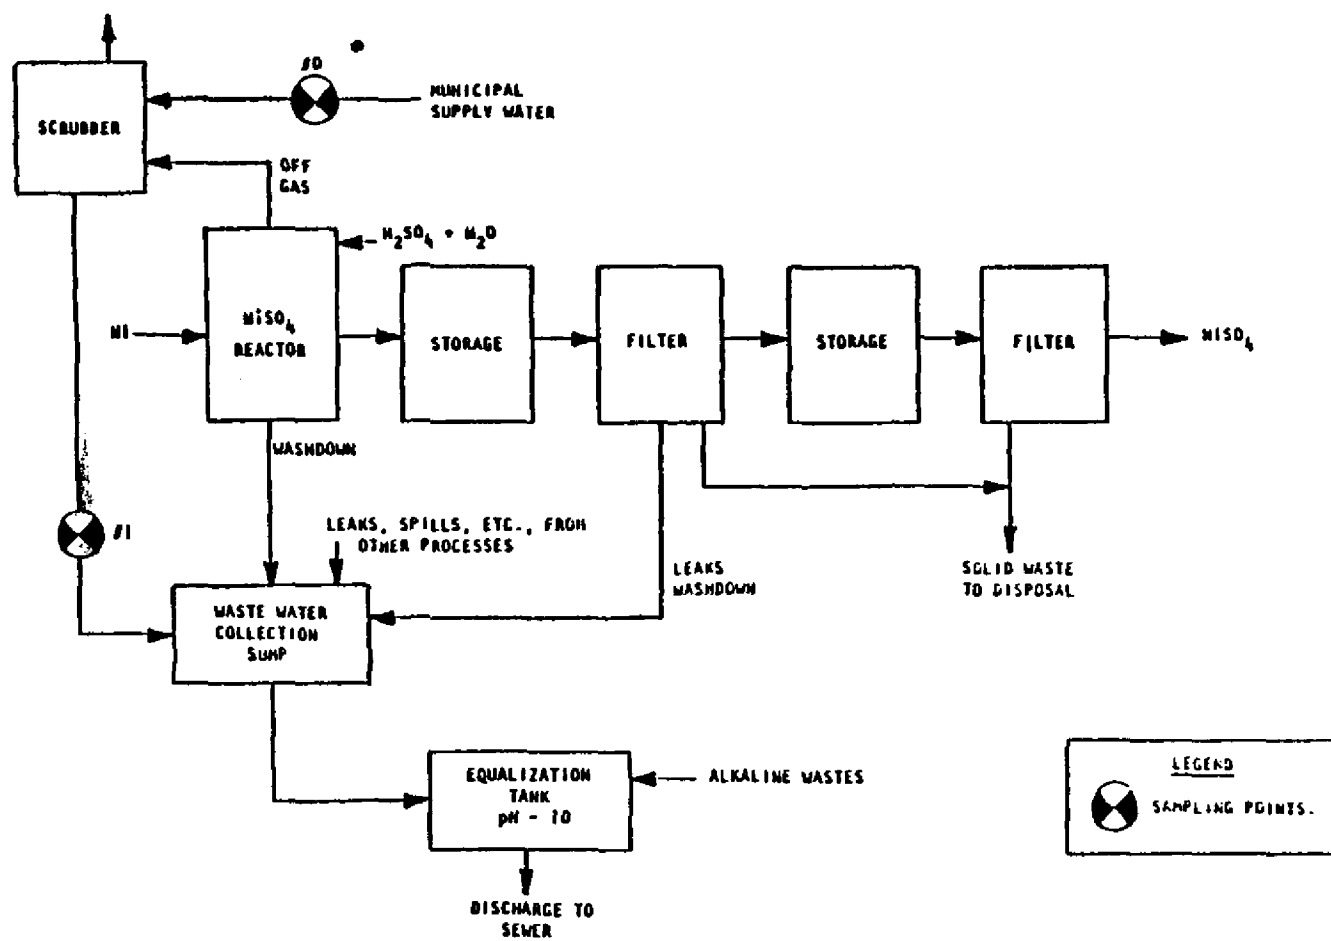 #0
MUNICIPAL
SUPPLY WATER
SCRUBBER
OFF
GAS
H₂SO₄ + H₂O
Ni
NiSO₄
REACTOR
STORAGE
FILTER
STORAGE
FILTER
NiSO₄
WASHDOWN
#1
LEAKS, SPILLS, ETC., FROM
OTHER PROCESSES
LEAKS
WASHDOWN
SOLID WASTE
TO DISPOSAL
WASTE WATER
COLLECTION
SUMP
EQUALIZATION
TANK
pH - 10
ALKALINE WASTES
DISCHARGE TO
SEWER
LEGEND
SAMPLING POINTS.